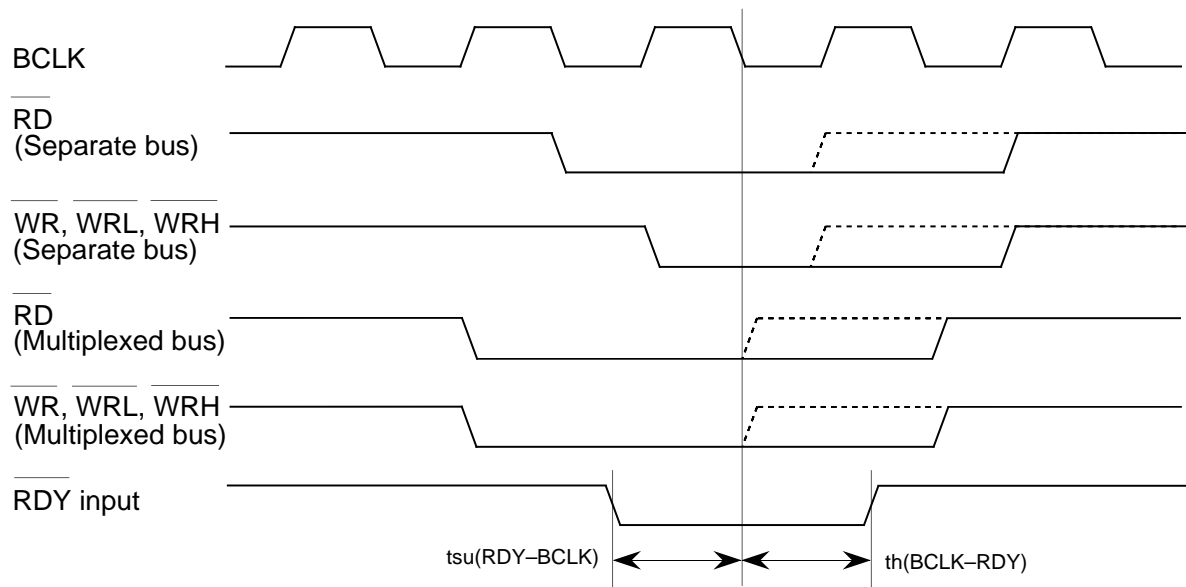 BCLK
RD
(Separate bus)
WR, WRL, WRH
(Separate bus)
RD
(Multiplexed bus)
WR, WRL, WRH
(Multiplexed bus)
RDY input
tsu(RDY–BCLK)
th(BCLK–RDY)